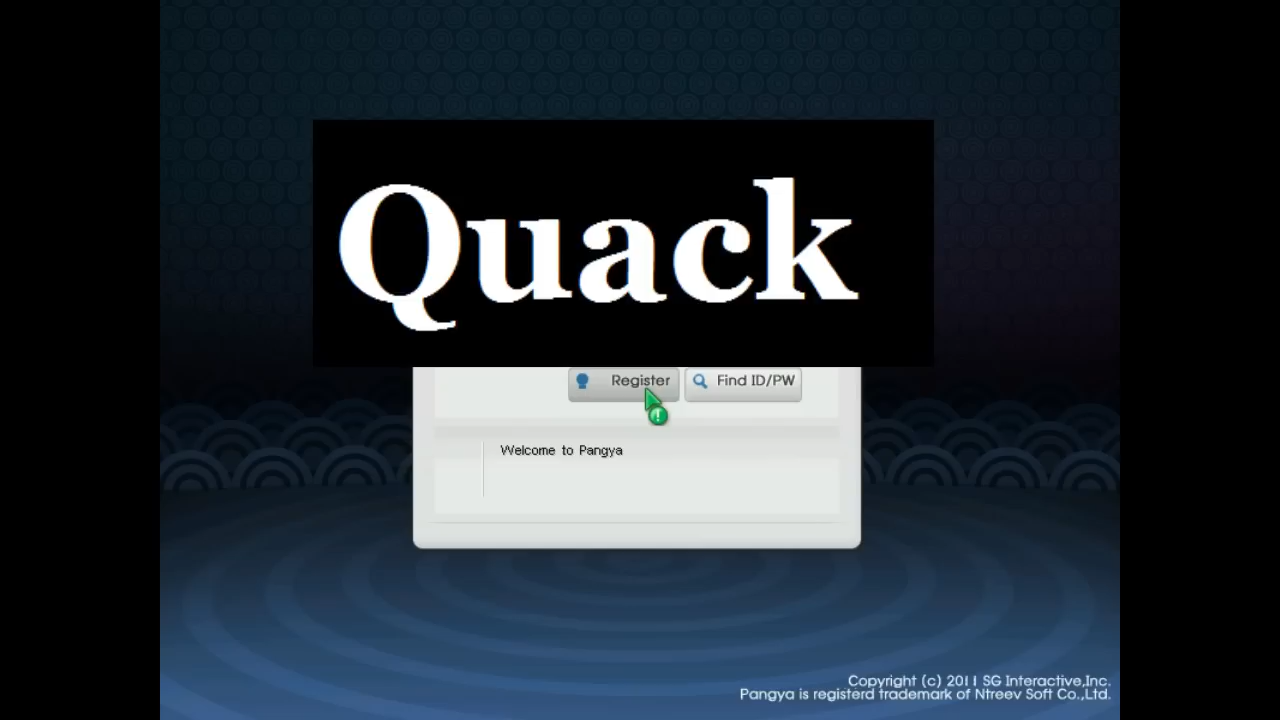 Quack
Register
Find ID/PW
Welcome to Pangya
Copyright (c) 2011 SG Interactive,Inc.
Pangya is registerd trademark of Ntreev Soft Co.,Ltd.